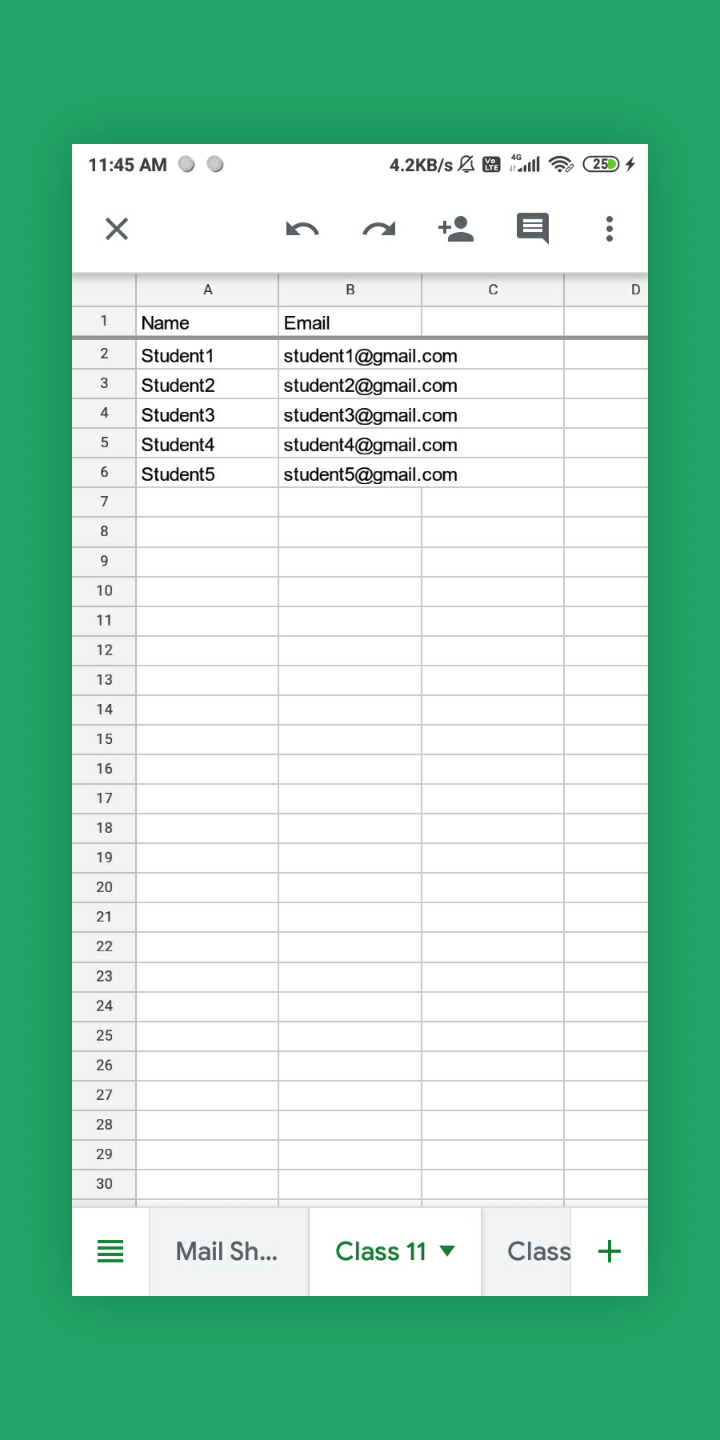 11:45 AM 4.2KB/s Vo LTE 4G 25
A B C D
1 Name Email
2 Student1 student1@gmail.com
3 Student2 student2@gmail.com
4 Student3 student3@gmail.com
5 Student4 student4@gmail.com
6 Student5 student5@gmail.com
7
8
9
10
11
12
13
14
15
16
17
18
19
20
21
22
23
24
25
26
27
28
29
30
Mail Sh... Class 11 Class